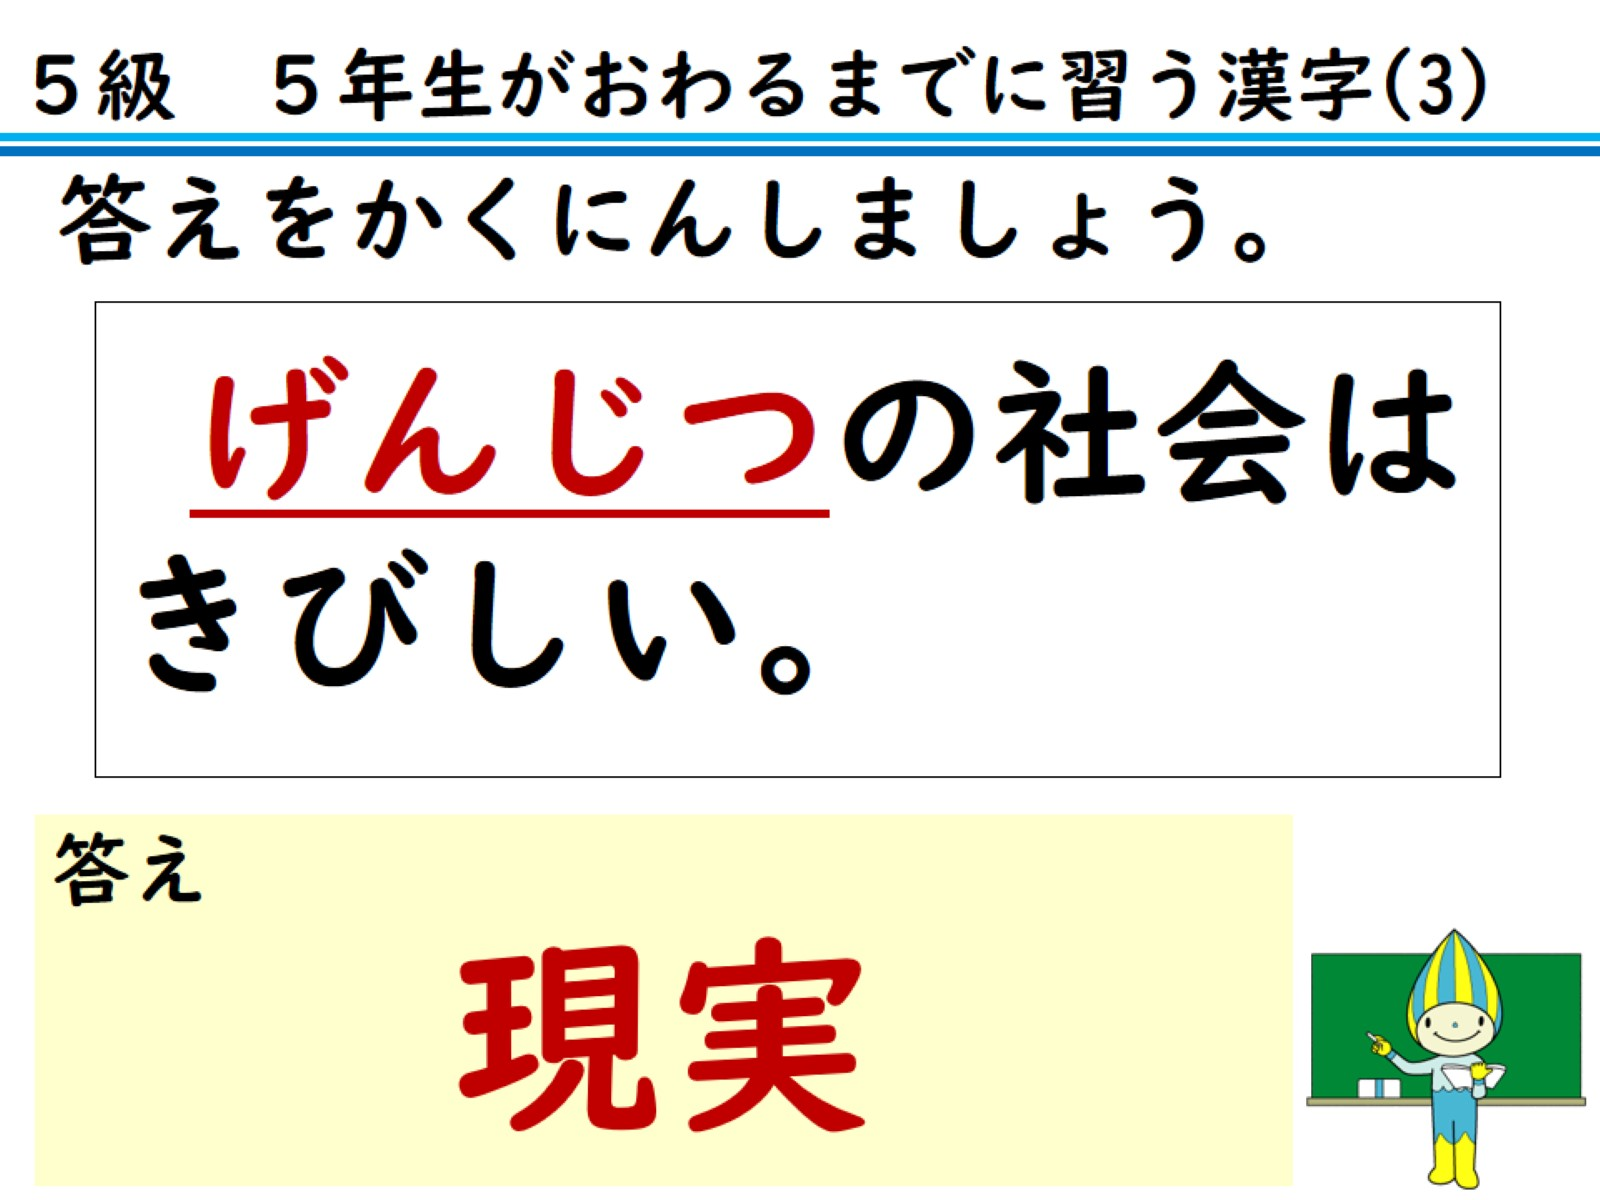 ５級　５年生がおわるまでに習う漢字(3)
答えをかくにんしましょう。
げんじつの社会は
きびしい。
答え
現実